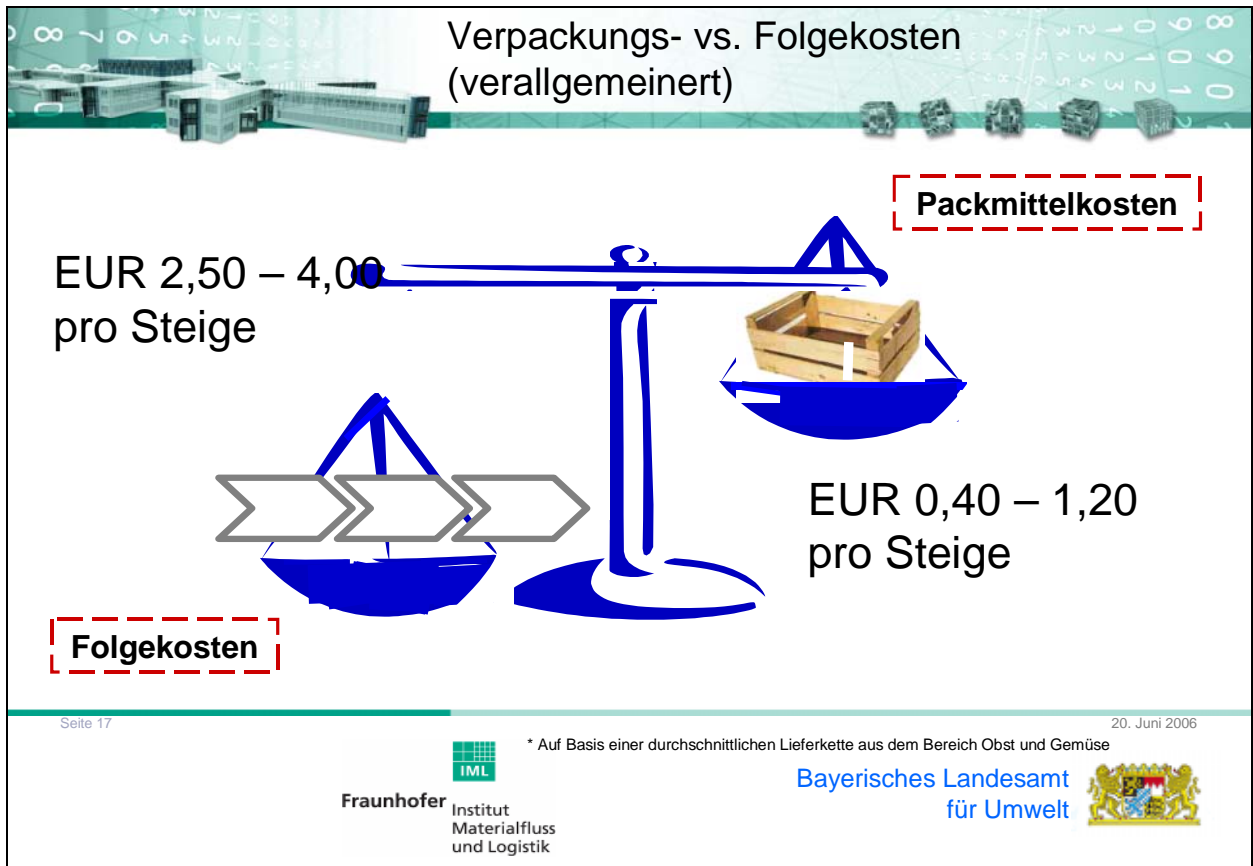 Verpackungs- vs. Folgekosten
(verallgemeinert)
Packmittelkosten
EUR 2,50 – 4,00
pro Steige
EUR 0,40 – 1,20
pro Steige
Folgekosten
Seite 17
20. Juni 2006
* Auf Basis einer durchschnittlichen Lieferkette aus dem Bereich Obst und Gemüse
IML
Fraunhofer
Institut
Materialfluss
und Logistik
Bayerisches Landesamt
für Umwelt